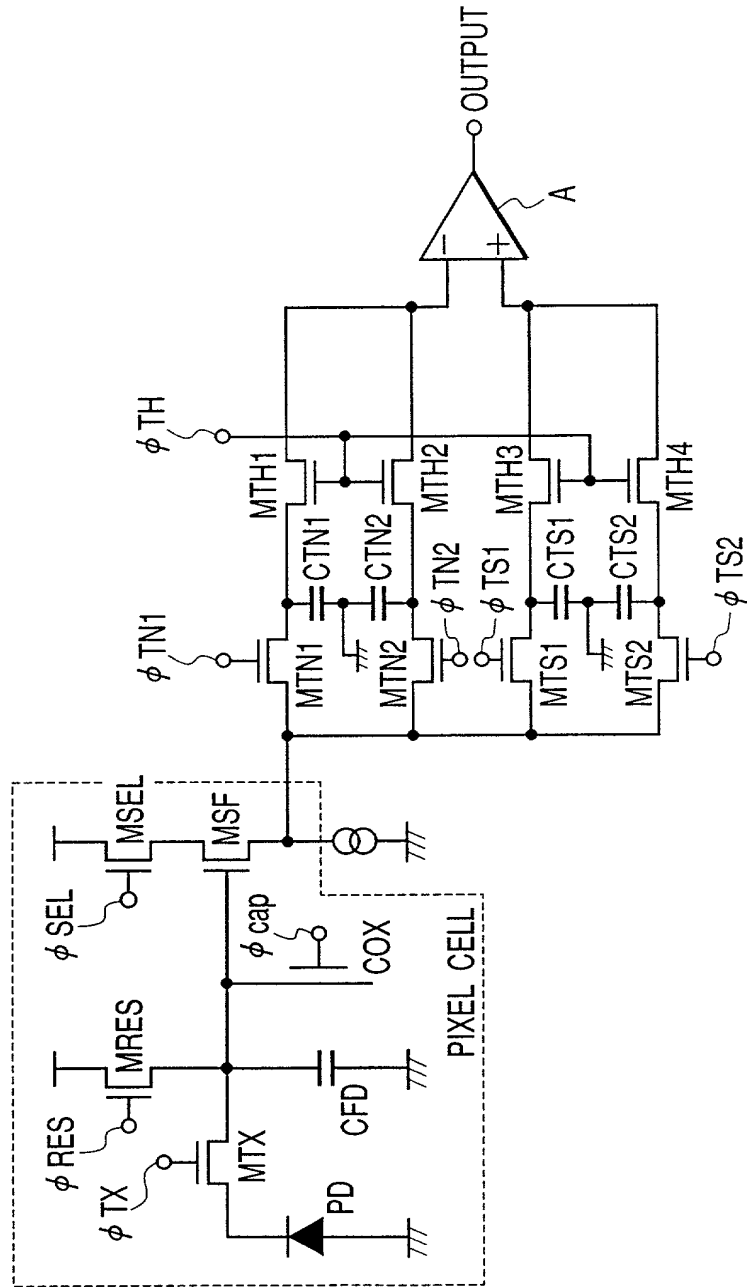 φRES
φTX
MRES
MTX
PD
CFD
φSEL
MSEL
MSF
φcap
COX
PIXEL CELL
φTN1
MTN1
MTN2
φTN2
φTS1
MTS1
MTS2
φTS2
CTN1
CTN2
CTS1
CTS2
φTH
MTH1
MTH2
MTH3
MTH4
−
+
A
OUTPUT